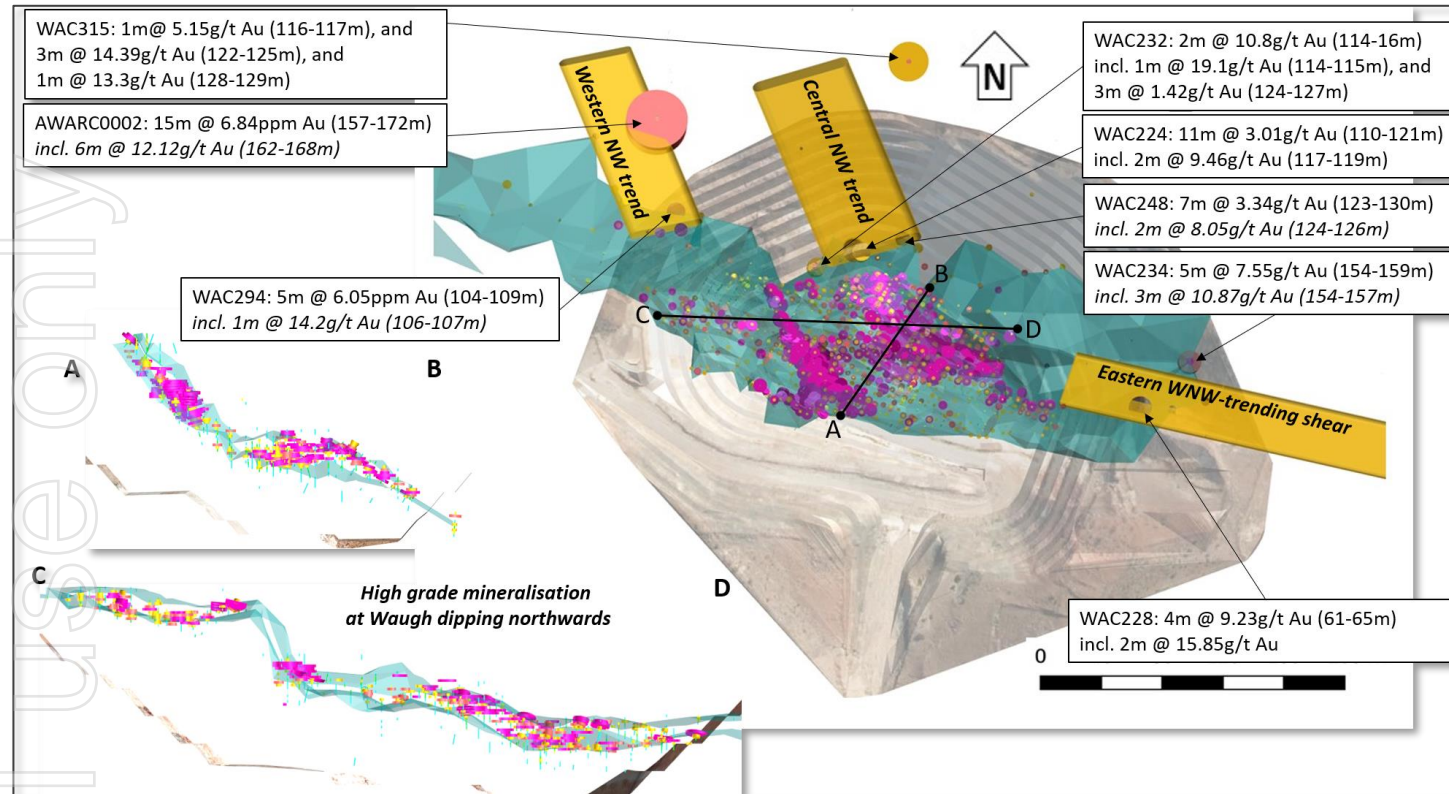 WAC315: 1m@ 5.15g/t Au (116-117m), and
3m @ 14.39g/t Au (122-125m), and
1m @ 13.3g/t Au (128-129m)
AWARC0002: 15m @ 6.84ppm Au (157-172m)
incl. 6m @ 12.12g/t Au (162-168m)
WAC294: 5m @ 6.05ppm Au (104-109m)
incl. 1m @ 14.2g/t Au (106-107m)
Western NW trend
Central NW trend
N
WAC232: 2m @ 10.8g/t Au (114-16m)
incl. 1m @ 19.1g/t Au (114-115m), and
3m @ 1.42g/t Au (124-127m)
WAC224: 11m @ 3.01g/t Au (110-121m)
incl. 2m @ 9.46g/t Au (117-119m)
WAC248: 7m @ 3.34g/t Au (123-130m)
incl. 2m @ 8.05g/t Au (124-126m)
WAC234: 5m @ 7.55g/t Au (154-159m)
incl. 3m @ 10.87g/t Au (154-157m)
B
C
D
A
Eastern WNW-trending shear
A
B
C
D
High grade mineralisation
at Waugh dipping northwards
WAC228: 4m @ 9.23g/t Au (61-65m)
incl. 2m @ 15.85g/t Au
0
l use only